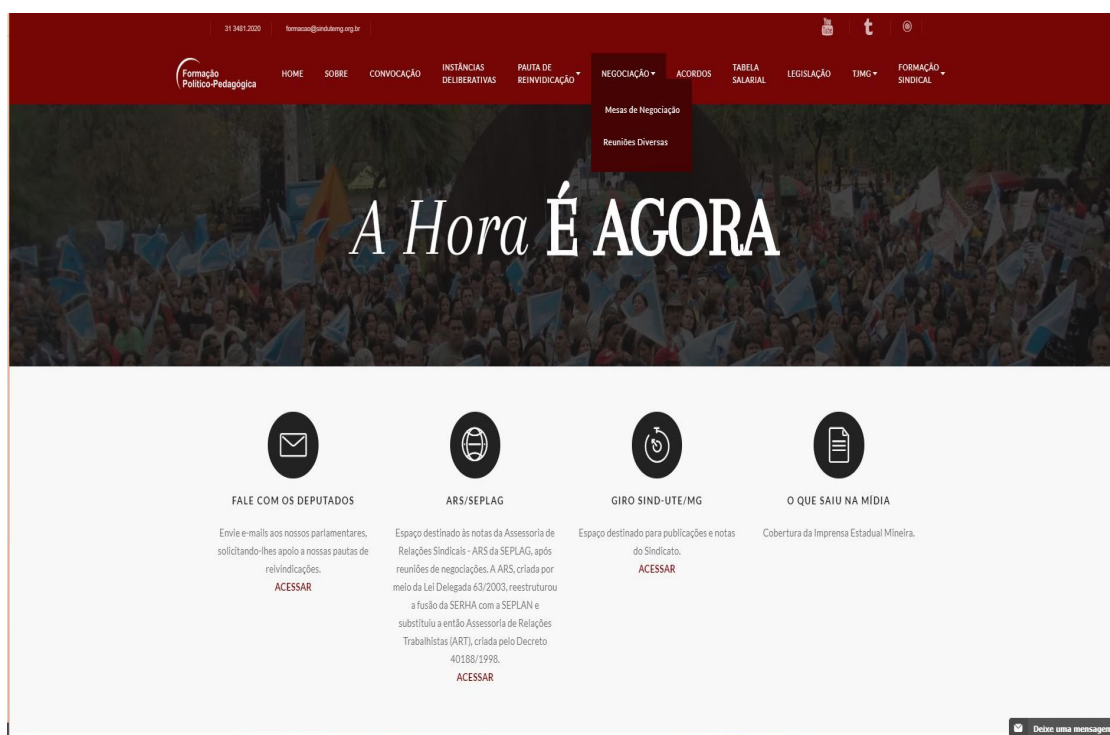 31 3481.2020
formacao@sindutemg.org.br
You
Tube
t
Formação
Político-Pedagógica
HOME
SOBRE
CONVOCAÇÃO
INSTÂNCIAS
DELIBERATIVAS
PAUTA DE
REINVIDICAÇÃO
NEGOCIAÇÃO
ACORDOS
TABELA
SALARIAL
LEGISLAÇÃO
TJMG
FORMAÇÃO
SINDICAL
Mesas de Negociação
Reuniões Diversas
A Hora É AGORA
FALE COM OS DEPUTADOS
Envie e-mails aos nossos parlamentares,
solicitando-lhes apoio a nossas pautas de
reivindicações.
ACESSAR
ARS/SEPLAG
Espaço destinado às notas da Assessoria de
Relações Sindicais - ARS da SEPLAG, após
reuniões de negociações. A ARS, criada por
meio da Lei Delegada 63/2003, reestruturou
a fusão da SERHA com a SEPLAN e
substituiu a então Assessoria de Relações
Trabalhistas (ART), criada pelo Decreto
40188/1998.
ACESSAR
GIRO SIND-UTE/MG
Espaço destinado para publicações e notas
do Sindicato.
ACESSAR
O QUE SAIU NA MÍDIA
Cobertura da Imprensa Estadual Mineira.
Deixe uma mensagem